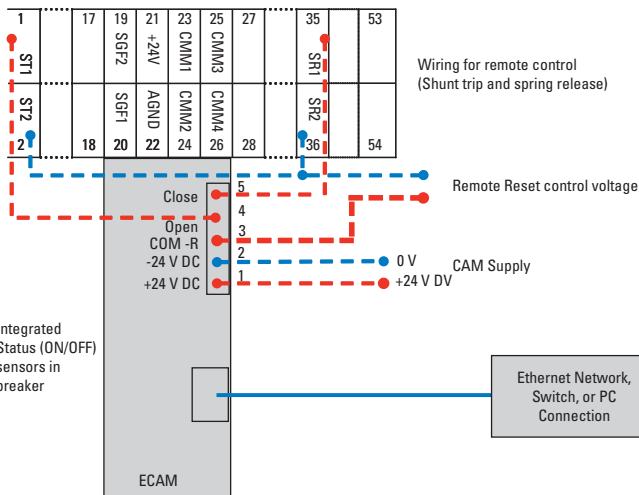 1 17 19 21 23 25 27 35 53
ST1 SGF2 +24V CMM1 CMM3 SR1
ST2 SGF1 AGND CMM2 CMM4 SR2
2 18 20 22 24 26 28 36 54
Wiring for remote control
(Shunt trip and spring release)
Close 5
4
Remote Reset control voltage
Open
COM -R 3
-24 V DC 2 0 V
CAM Supply
+24 V DC 1 +24 V DV
ntegrated
Status (ON/OFF)
sensors in
breaker
Ethernet Network,
Switch, or PC
Connection
ECAM